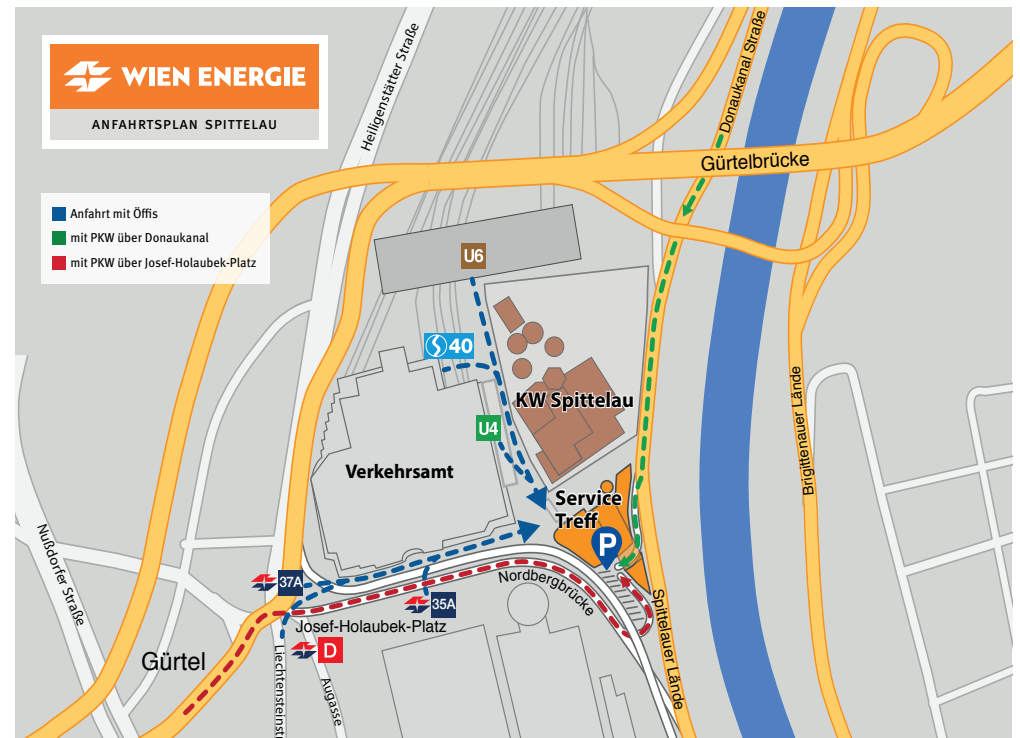 WIEN ENERGIE
ANFAHRTSPLAN SPITTELAU
Anfahrt mit Öffis
mit PKW über Donaukanal
mit PKW über Josef-Holaubek-Platz
Heiligenstätter Straße
Donaukanal Straße
Gürtelbrücke
U6
S 40
KW Spittelau
U4
Verkehrsamt
Service
Treff
P
Brigittenauer Lände
Nußdorfer Straße
37A
35A
Nordbergbrücke
Josef-Holaubek-Platz
D
Gürtel
Liechtensteinst
Augasse
Spittelauer Lände